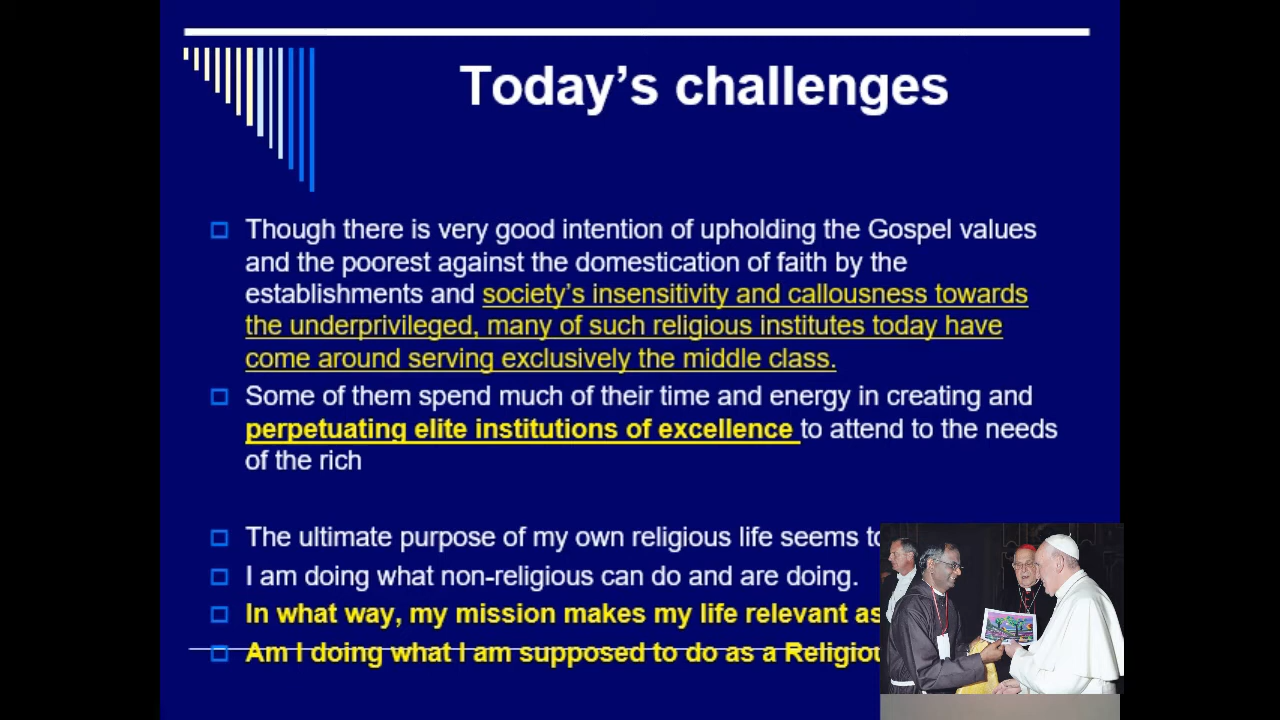 Today's challenges
Though there is very good intention of upholding the Gospel values
and the poorest against the domestication of faith by the
establishments and society's insensitivity and callousness towards
the underprivileged, many of such religious institutes today have
come around serving exclusively the middle class.
Some of them spend much of their time and energy in creating and
perpetuating elite institutions of excellence to attend to the needs
of the rich
The ultimate purpose of my own religious life seems
I am doing what non-religious can do and are doing.
In what way, my mission makes my life relevant as
Am I doing what I am supposed to do as a